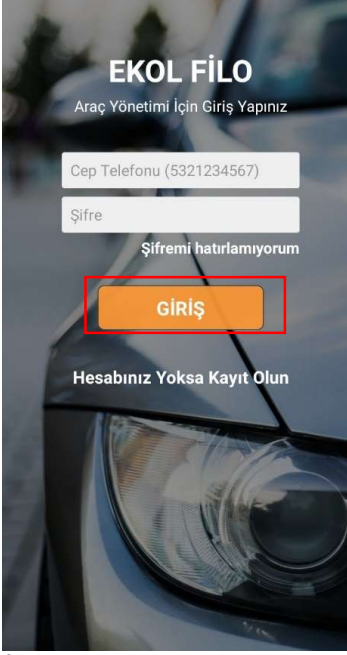 EKOL FİLO
Araç Yönetimi İçin Giriş Yapınız
Cep Telefonu (5321234567)
Şifre
Şifremi hatırlamıyorum
GİRİŞ
Hesabınız Yoksa Kayıt Olun